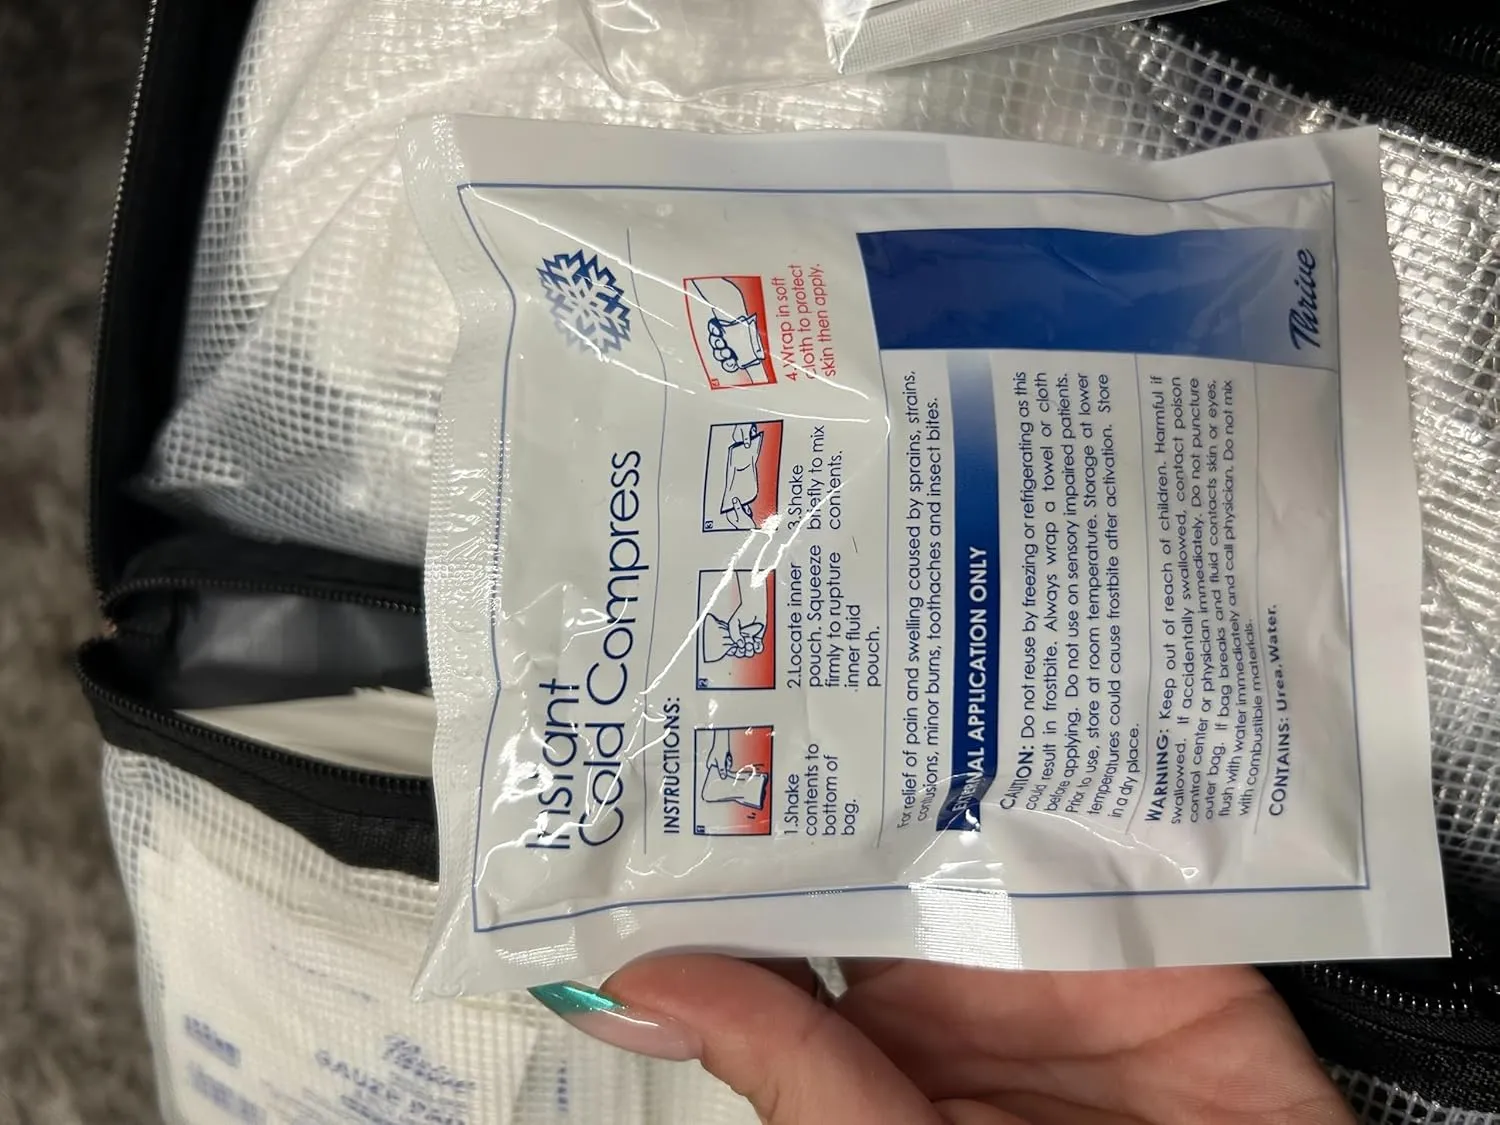 Instant
Cold Compress
INSTRUCTIONS:
1
2
3
4
1.Shake
contents to
bottom of
bag.
2.Locate inner
pouch. Squeeze
firmly to rupture
inner fluid
pouch.
3.Shake
briefly to mix
contents.
4.Wrap in soft
cloth to protect
skin then apply.
For relief of pain and swelling caused by sprains, strains,
contusions, minor burns, toothaches and insect bites.
EXTERNAL APPLICATION ONLY
CAUTION: Do not reuse by freezing or refrigerating as this
could result in frostbite. Always wrap a towel or cloth
before applying. Do not use on sensory impaired patients.
Prior to use, store at room temperature. Storage at lower
temperatures could cause frostbite after activation. Store
in a dry place.
WARNING: Keep out of reach of children. Harmful if
swallowed. If accidentally swallowed, contact poison
control center or physician immediately. Do not puncture
outer bag. If bag breaks and fluid contacts skin or eyes,
flush with water immediately and call physician. Do not mix
with combustible materials.
CONTAINS: Urea, Water.
Thrive
Thrive
GAUZE PAD